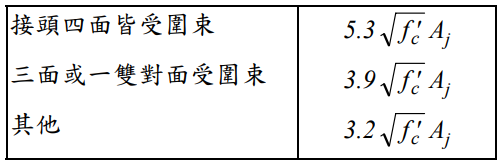 接頭四面皆受圍束 5.3√f'c Aj
三面或一雙對面受圍束 3.9√f'c Aj
其他 3.2√f'c Aj